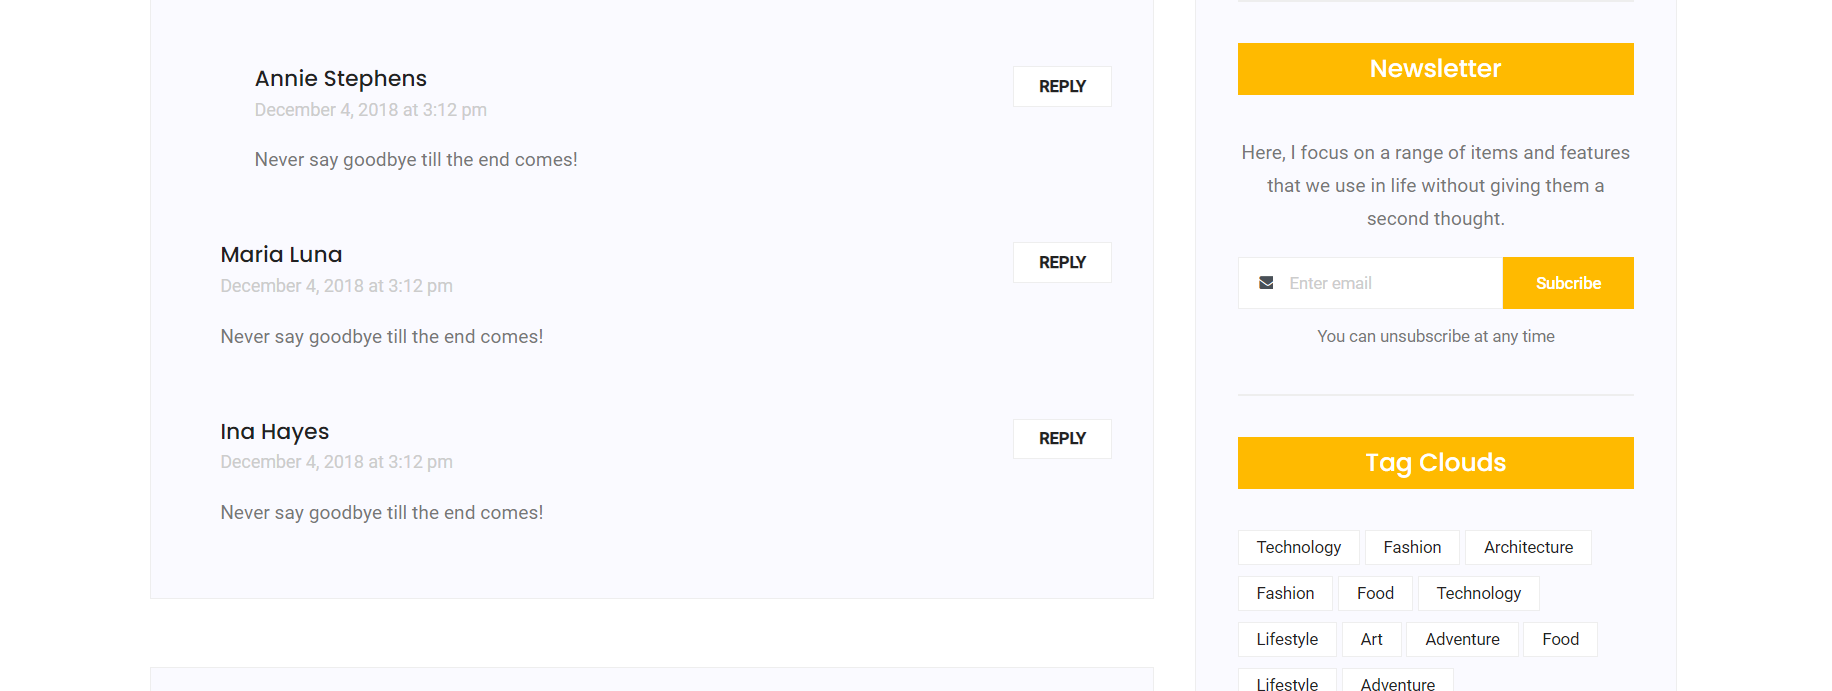 Annie Stephens
REPLY
December 4, 2018 at 3:12 pm
Never say goodbye till the end comes!
Maria Luna
REPLY
December 4, 2018 at 3:12 pm
Never say goodbye till the end comes!
Ina Hayes
REPLY
December 4, 2018 at 3:12 pm
Never say goodbye till the end comes!
Newsletter
Here, I focus on a range of items and features
that we use in life without giving them a
second thought.
Enter email
Subcribe
You can unsubscribe at any time
Tag Clouds
Technology Fashion Architecture
Fashion Food Technology
Lifestyle Art Adventure Food
Lifestyle Adventure